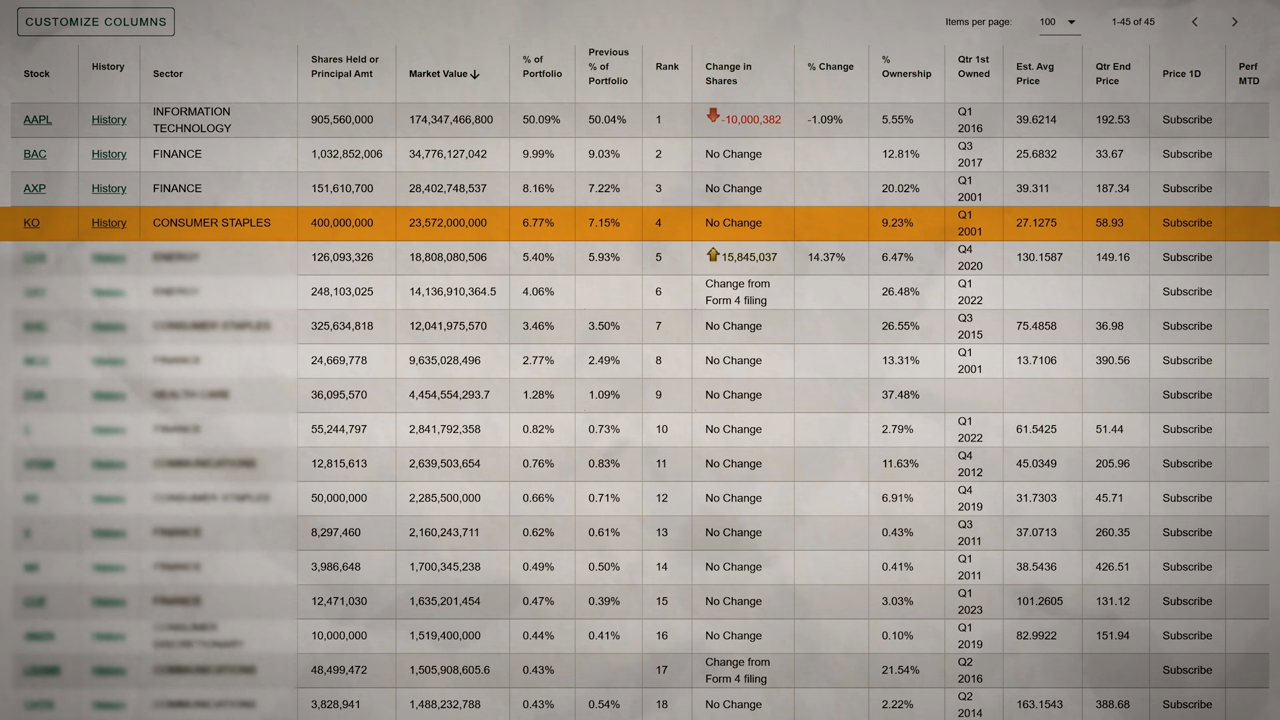 CUSTOMIZE COLUMNS Items per page: 100 1-45 of 45
Stock History Sector Shares Held or Principal Amt Market Value % of Portfolio Previous % of Portfolio Rank Change in Shares % Change % Ownership Qtr 1st Owned Est. Avg Price Qtr End Price Price 1D Perf MTD
AAPL History INFORMATION TECHNOLOGY 905,560,000 174,347,466,800 50.09% 50.04% 1 -10,000,382 -1.09% 5.55% Q1 2016 39.6214 192.53 Subscribe
BAC History FINANCE 1,032,852,006 34,776,127,042 9.99% 9.03% 2 No Change 12.81% Q3 2017 25.6832 33.67 Subscribe
AXP History FINANCE 151,610,700 28,402,748,537 8.16% 7.22% 3 No Change 20.02% Q1 2001 39.311 187.34 Subscribe
KO History CONSUMER STAPLES 400,000,000 23,572,000,000 6.77% 7.15% 4 No Change 9.23% Q1 2001 27.1275 58.93 Subscribe
126,093,326 18,808,080,506 5.40% 5.93% 5 15,845,037 14.37% 6.47% Q4 2020 130.1587 149.16 Subscribe
248,103,025 14,136,910,364.5 4.06% 6 Change from Form 4 filing 26.48% Q1 2022 Subscribe
325,634,818 12,041,975,570 3.46% 3.50% 7 No Change 26.55% Q3 2015 75.4858 36.98 Subscribe
24,669,778 9,635,028,496 2.77% 2.49% 8 No Change 13.31% Q1 2001 13.7106 390.56 Subscribe
36,095,570 4,454,554,293.7 1.28% 1.09% 9 No Change 37.48% Subscribe
55,244,797 2,841,792,358 0.82% 0.73% 10 No Change 2.79% Q1 2022 61.5425 51.44 Subscribe
12,815,613 2,639,503,654 0.76% 0.83% 11 No Change 11.63% Q4 2012 45.0349 205.96 Subscribe
50,000,000 2,285,500,000 0.66% 0.71% 12 No Change 6.91% Q4 2019 31.7303 45.71 Subscribe
8,297,460 2,160,243,711 0.62% 0.61% 13 No Change 0.43% Q3 2011 37.0713 260.35 Subscribe
3,986,648 1,700,345,238 0.49% 0.50% 14 No Change 0.41% Q1 2011 38.5436 426.51 Subscribe
12,471,030 1,635,201,454 0.47% 0.39% 15 No Change 3.03% Q1 2023 101.2605 131.12 Subscribe
10,000,000 1,519,400,000 0.44% 0.41% 16 No Change 0.10% Q1 2019 82.9922 151.94 Subscribe
48,499,472 1,505,908,605.6 0.43% 17 Change from Form 4 filing 21.54% Q2 2016 Subscribe
3,828,941 1,488,232,788 0.43% 0.54% 18 No Change 2.22% Q2 2014 163.1543 388.68 Subscribe